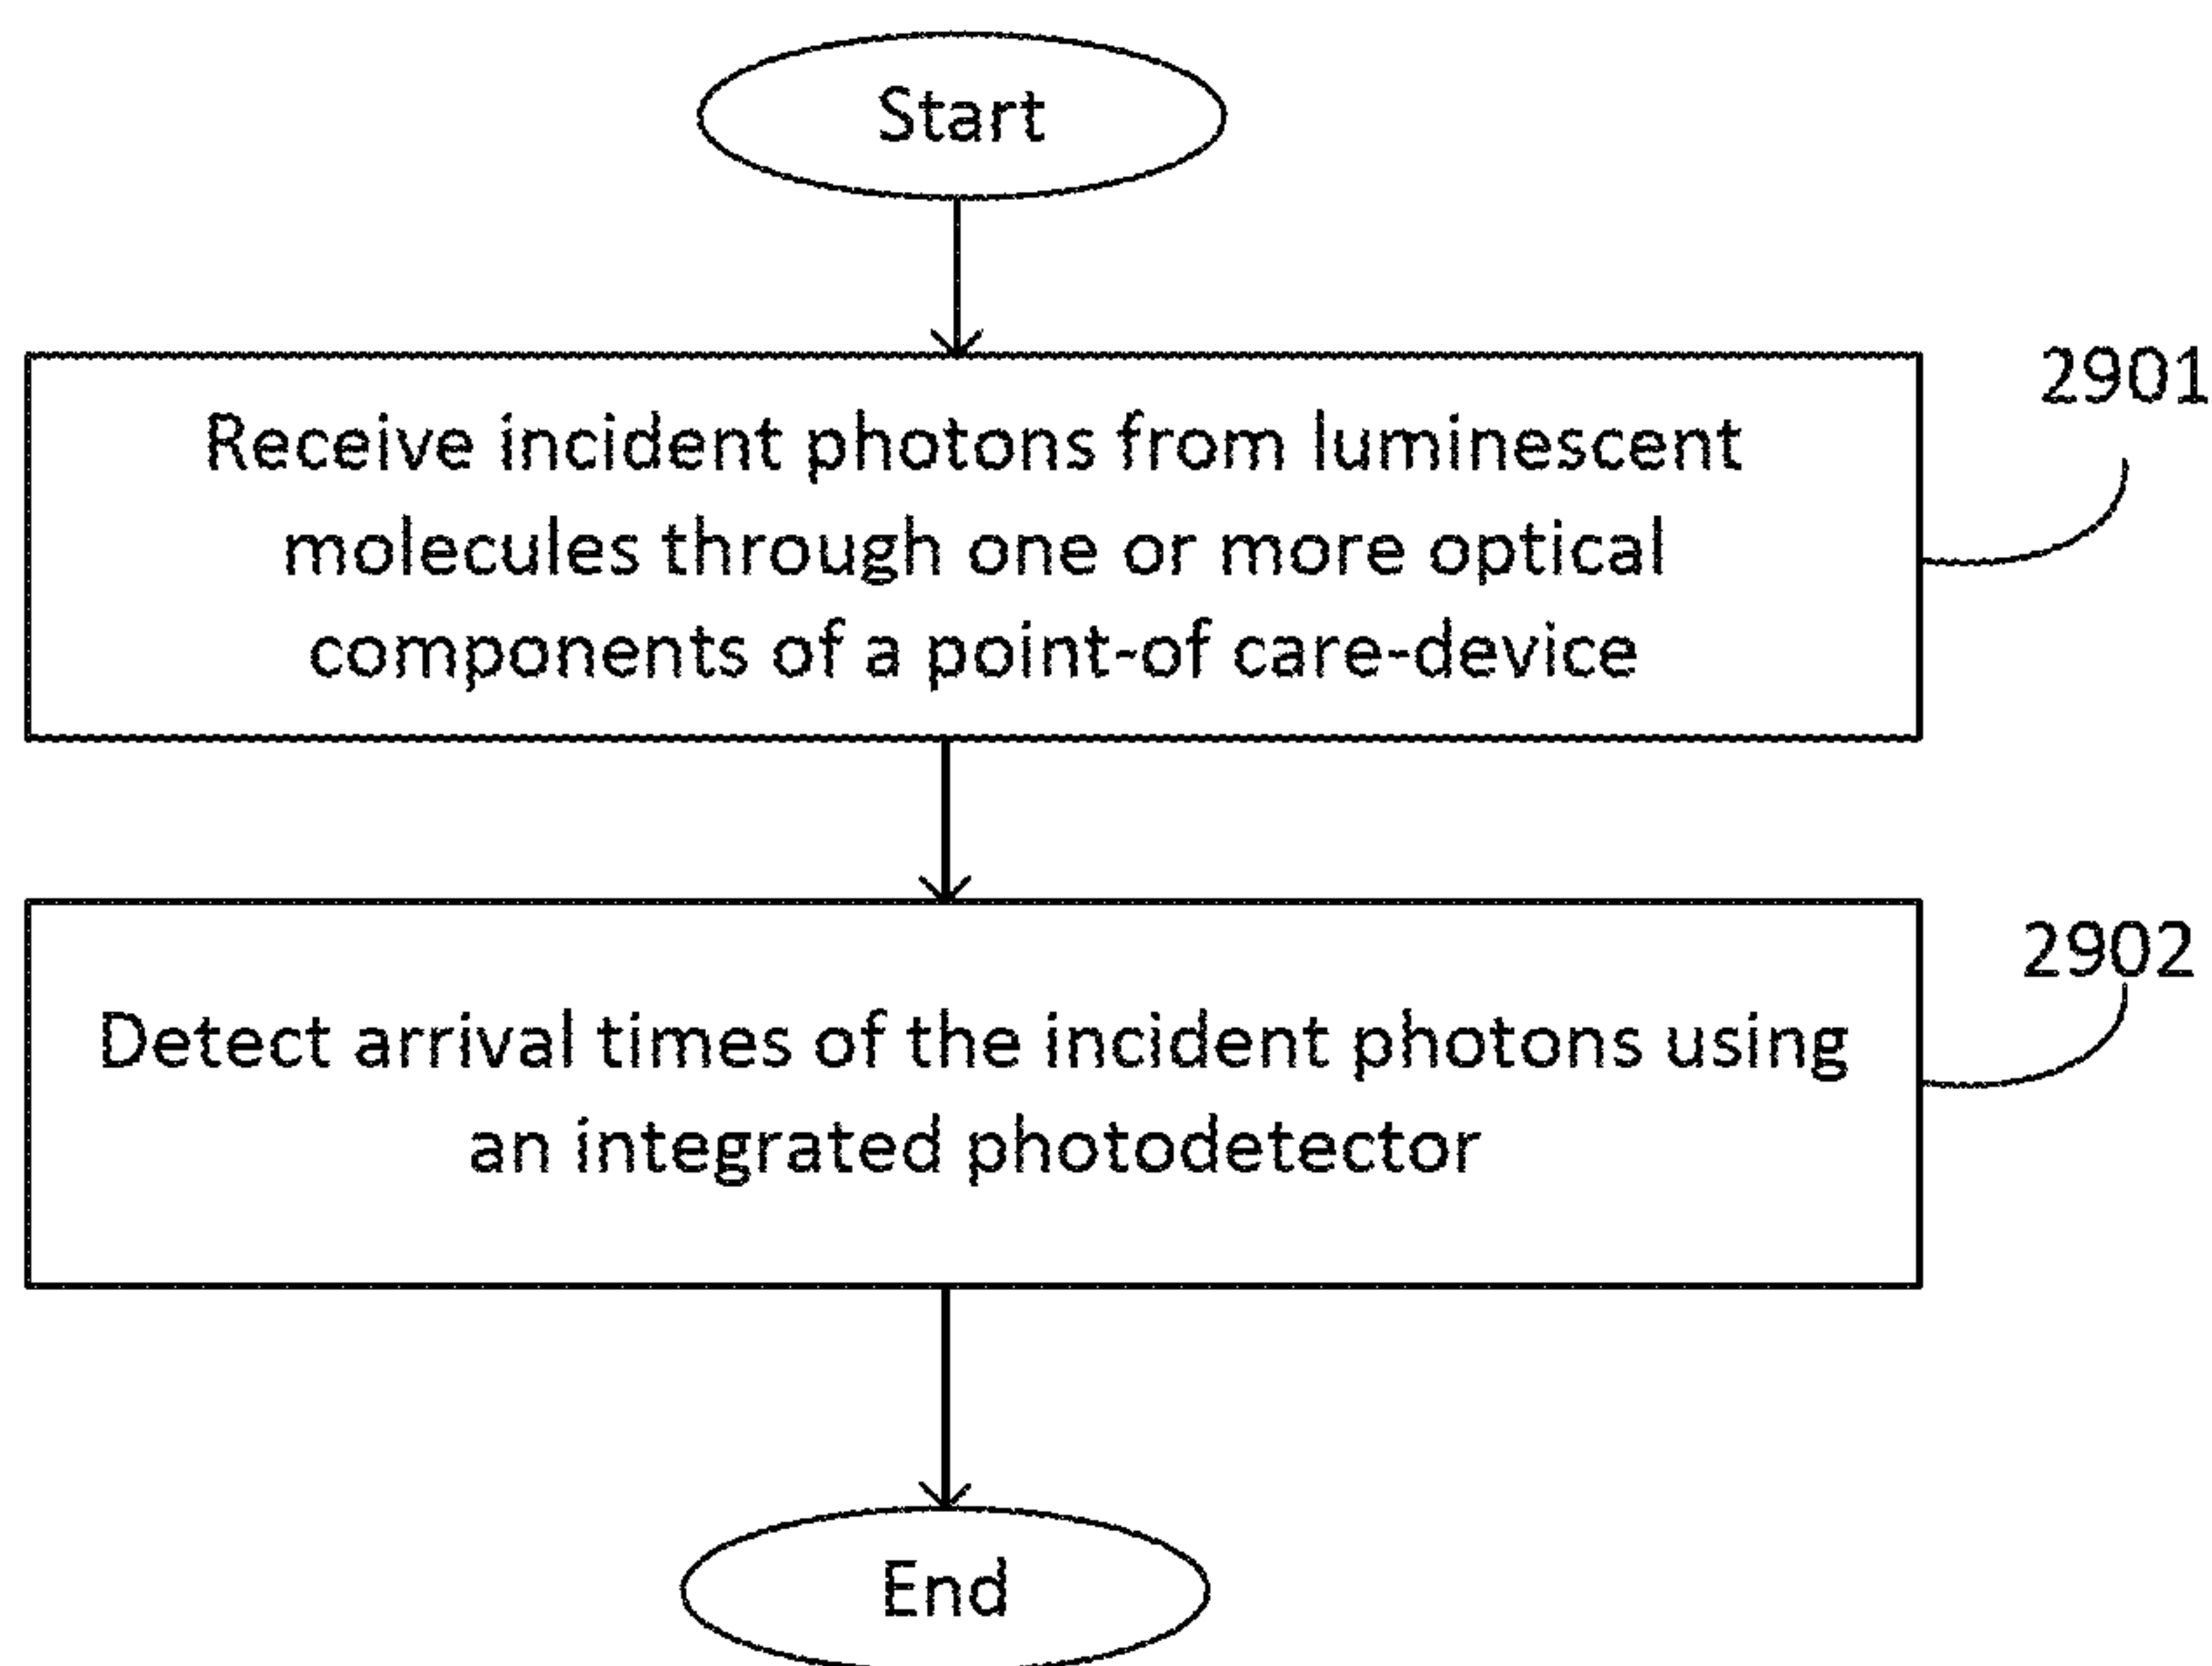 Start
2901
Receive incident photons from luminescent
molecules through one or more optical
components of a point-of care-device
2902
Detect arrival times of the incident photons using
an integrated photodetector
End